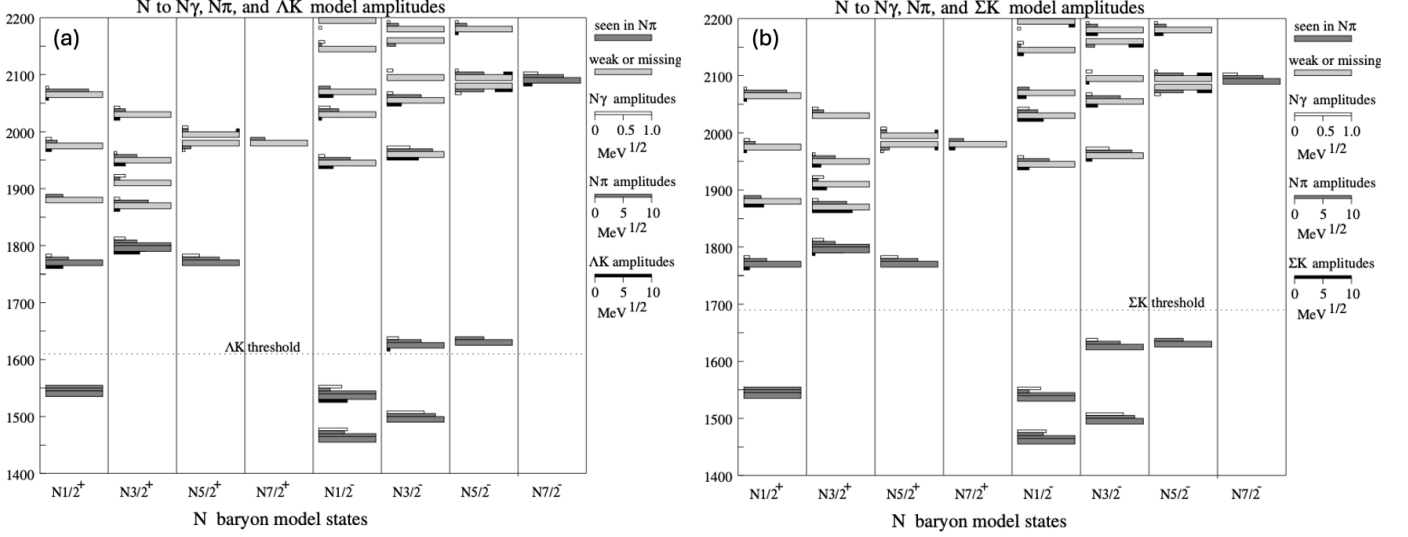 N to Nγ, Nπ, and ΛK model amplitudes
(a)
2200
2100
2000
1900
1800
1700
1600
1500
1400
ΛK threshold
N1/2+
N3/2+
N5/2+
N7/2+
N1/2-
N3/2-
N5/2-
N7/2-
N baryon model states
seen in Nπ
weak or missing
Nγ amplitudes
0 0.5 1.0
MeV 1/2
Nπ amplitudes
0 5 10
MeV 1/2
ΛK amplitudes
0 5 10
MeV 1/2
N to Nγ, Nπ, and ΣK model amplitudes
(b)
2200
2100
2000
1900
1800
1700
1600
1500
1400
ΣK threshold
N1/2+
N3/2+
N5/2+
N7/2+
N1/2-
N3/2-
N5/2-
N7/2-
N baryon model states
seen in Nπ
weak or missing
Nγ amplitudes
0 0.5 1.0
MeV 1/2
Nπ amplitudes
0 5 10
MeV 1/2
ΣK amplitudes
0 5 10
MeV 1/2